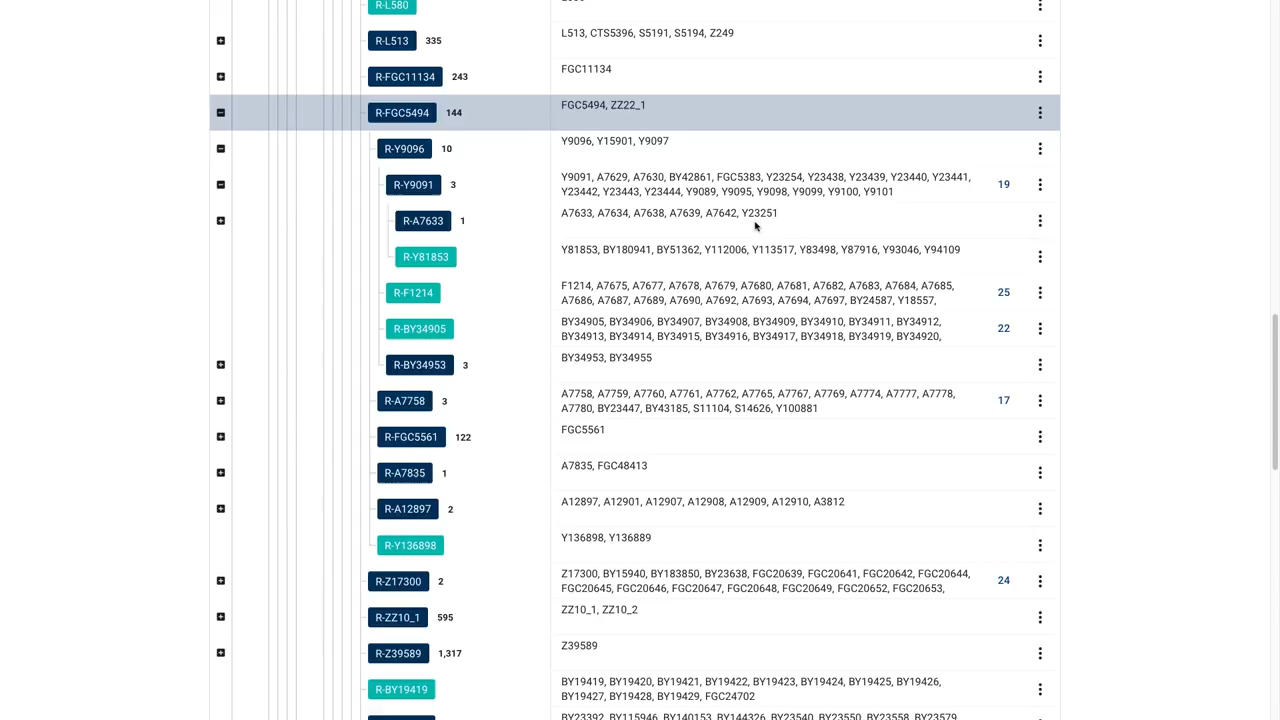 R-L580
R-L513 335 L513, CTS5396, S5191, S5194, Z249
R-FGC11134 243 FGC11134
R-FGC5494 144 FGC5494, ZZ22_1
R-Y9096 10 Y9096, Y15901, Y9097
R-Y9091 3 Y9091, A7629, A7630, BY42861, FGC5383, Y23254, Y23438, Y23439, Y23440, Y23441, 19
Y23442, Y23443, Y23444, Y9089, Y9095, Y9098, Y9099, Y9100, Y9101
R-A7633 1 A7633, A7634, A7638, A7639, A7642, Y23251
R-Y81853 Y81853, BY180941, BY51362, Y112006, Y113517, Y83498, Y87916, Y93046, Y94109
R-F1214 F1214, A7675, A7677, A7678, A7679, A7680, A7681, A7682, A7683, A7684, A7685, 25
A7686, A7687, A7689, A7690, A7692, A7693, A7694, A7697, BY24587, Y18557,
R-BY34905 BY34905, BY34906, BY34907, BY34908, BY34909, BY34910, BY34911, BY34912, 22
BY34913, BY34914, BY34915, BY34916, BY34917, BY34918, BY34919, BY34920,
R-BY34953 3 BY34953, BY34955
R-A7758 3 A7758, A7759, A7760, A7761, A7762, A7765, A7767, A7769, A7774, A7777, A7778, 17
A7780, BY23447, BY43185, S11104, S14626, Y100881
R-FGC5561 122 FGC5561
R-A7835 1 A7835, FGC48413
R-A12897 2 A12897, A12901, A12907, A12908, A12909, A12910, A3812
R-Y136898 Y136898, Y136889
R-Z17300 2 Z17300, BY15940, BY183850, BY23638, FGC20639, FGC20641, FGC20642, FGC20644, 24
FGC20645, FGC20646, FGC20647, FGC20648, FGC20649, FGC20652, FGC20653,
R-ZZ10_1 595 ZZ10_1, ZZ10_2
R-Z39589 1,317 Z39589
R-BY19419 BY19419, BY19420, BY19421, BY19422, BY19423, BY19424, BY19425, BY19426,
BY19427, BY19428, BY19429, FGC24702
BY23392, BY115946, BY140153, BY144326, BY23540, BY23550, BY23558, BY23579